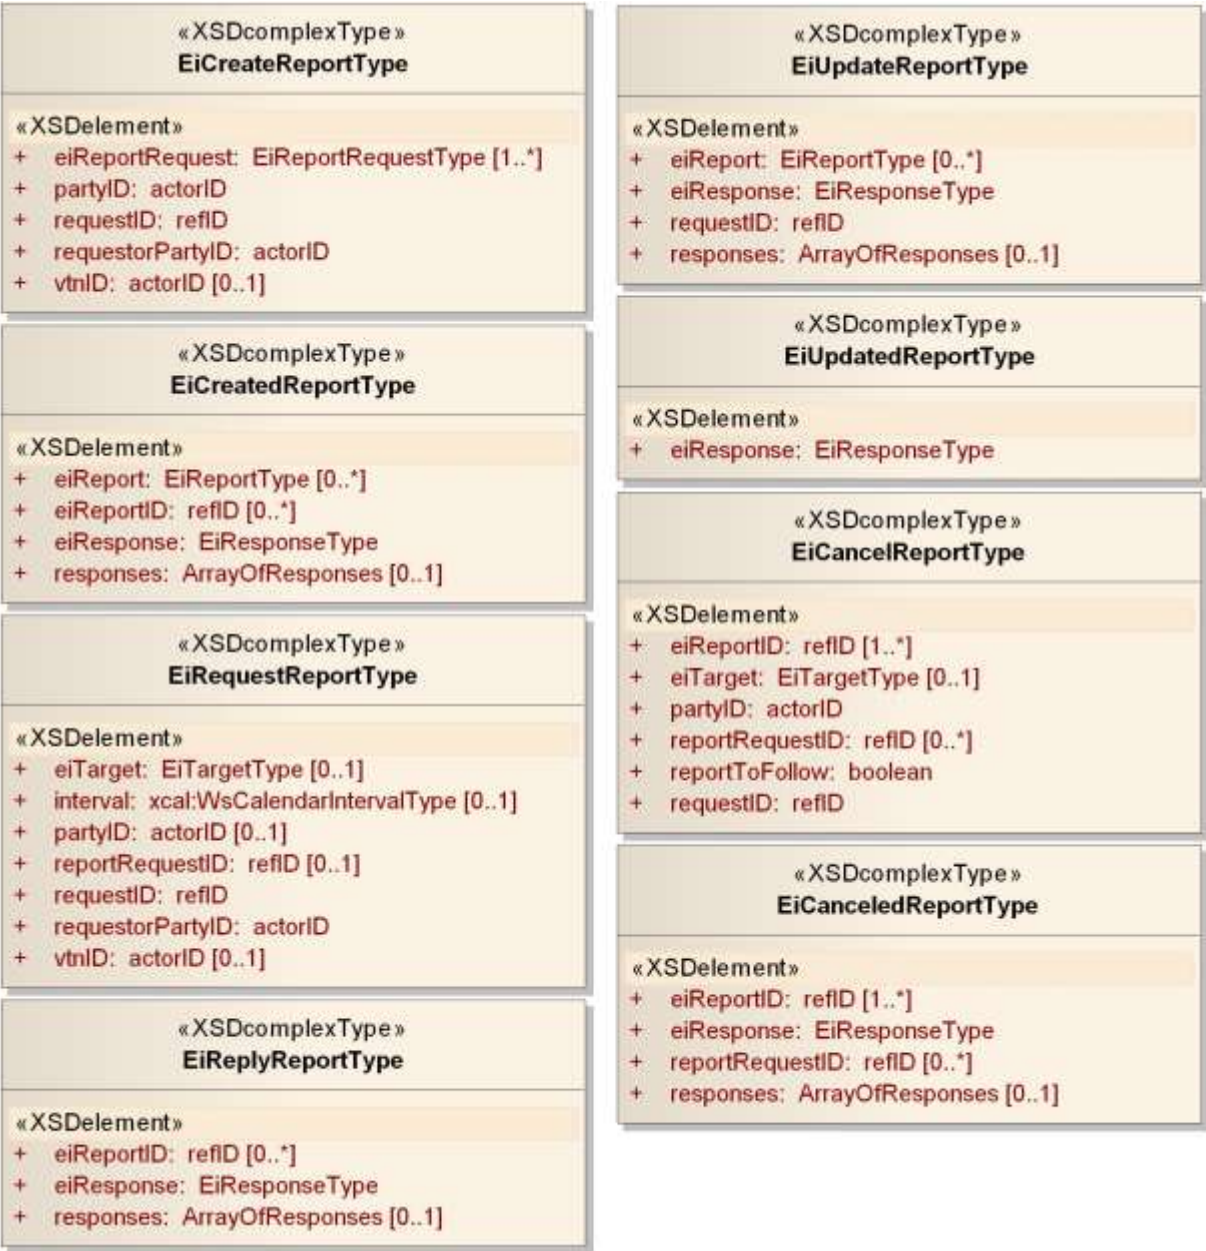 «XSDcomplexType»
EiCreateReportType
«XSDelement»
+ eiReportRequest: EiReportRequestType [1..*]
+ partyID: actorID
+ requestID: refID
+ requestorPartyID: actorID
+ vtnID: actorID [0..1]
«XSDcomplexType»
EiCreatedReportType
«XSDelement»
+ eiReport: EiReportType [0..*]
+ eiReportID: refID [0..*]
+ eiResponse: EiResponseType
+ responses: ArrayOfResponses [0..1]
«XSDcomplexType»
EiRequestReportType
«XSDelement»
+ eiTarget: EiTargetType [0..1]
+ interval: xcal:WsCalendarIntervalType [0..1]
+ partyID: actorID [0..1]
+ reportRequestID: refID [0..1]
+ requestID: refID
+ requestorPartyID: actorID
+ vtnID: actorID [0..1]
«XSDcomplexType»
EiReplyReportType
«XSDelement»
+ eiReportID: refID [0..*]
+ eiResponse: EiResponseType
+ responses: ArrayOfResponses [0..1]
«XSDcomplexType»
EiUpdateReportType
«XSDelement»
+ eiReport: EiReportType [0..*]
+ eiResponse: EiResponseType
+ requestID: refID
+ responses: ArrayOfResponses [0..1]
«XSDcomplexType»
EiUpdatedReportType
«XSDelement»
+ eiResponse: EiResponseType
«XSDcomplexType»
EiCancelReportType
«XSDelement»
+ eiReportID: refID [1..*]
+ eiTarget: EiTargetType [0..1]
+ partyID: actorID
+ reportRequestID: refID [0..*]
+ reportToFollow: boolean
+ requestID: refID
«XSDcomplexType»
EiCanceledReportType
«XSDelement»
+ eiReportID: refID [1..*]
+ eiResponse: EiResponseType
+ reportRequestID: refID [0..*]
+ responses: ArrayOfResponses [0..1]